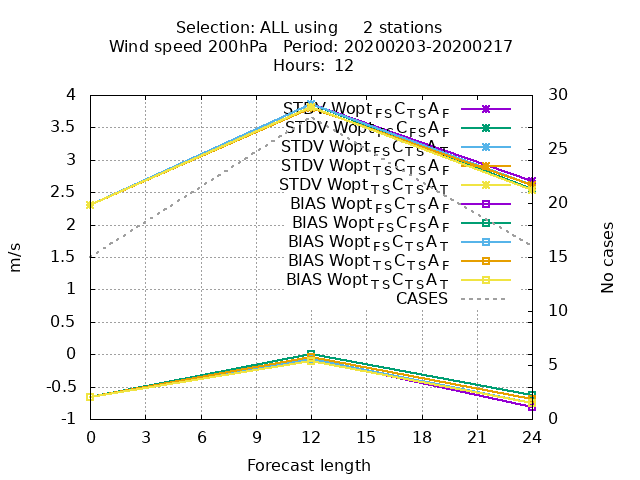 Selection: ALL using 2 stations
Wind speed 200hPa Period: 20200203-20200217
Hours: 12
4
3.5
3
2.5
2
1.5
1
0.5
0
-0.5
-1
m/s
STDV Wopt_FS C_TS A_F
STDV Wopt_FS C_FS A_F
STDV Wopt_FS C_TS A_T
STDV Wopt_TS C_TS A_F
STDV Wopt_TS C_TS A_T
BIAS Wopt_FS C_TS A_F
BIAS Wopt_FS C_FS A_F
BIAS Wopt_FS C_TS A_T
BIAS Wopt_TS C_TS A_F
BIAS Wopt_TS C_TS A_T
CASES
30
25
20
15
10
5
0
No cases
0 3 6 9 12 15 18 21 24
Forecast length